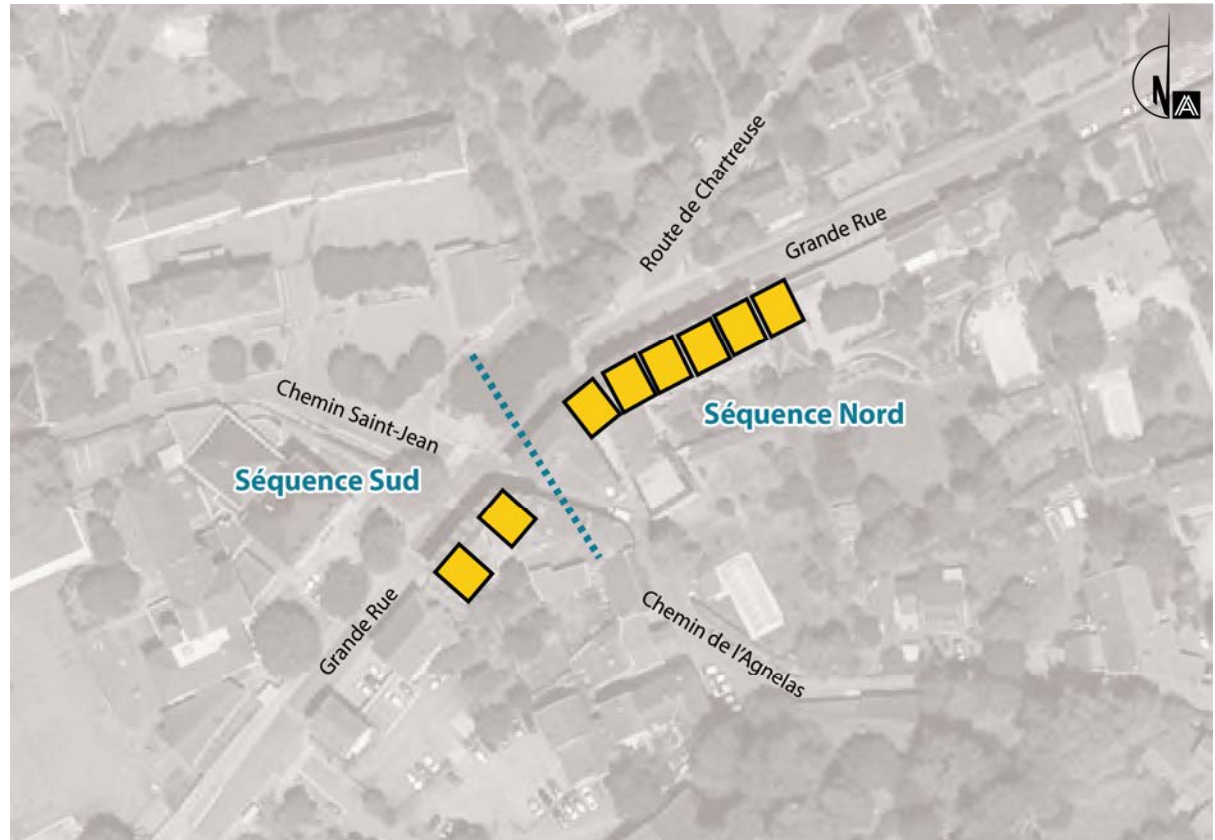 N
Route de Chartreuse
Grande Rue
Séquence Nord
Chemin Saint-Jean
Séquence Sud
Grande Rue
Chemin de l'Agnelas